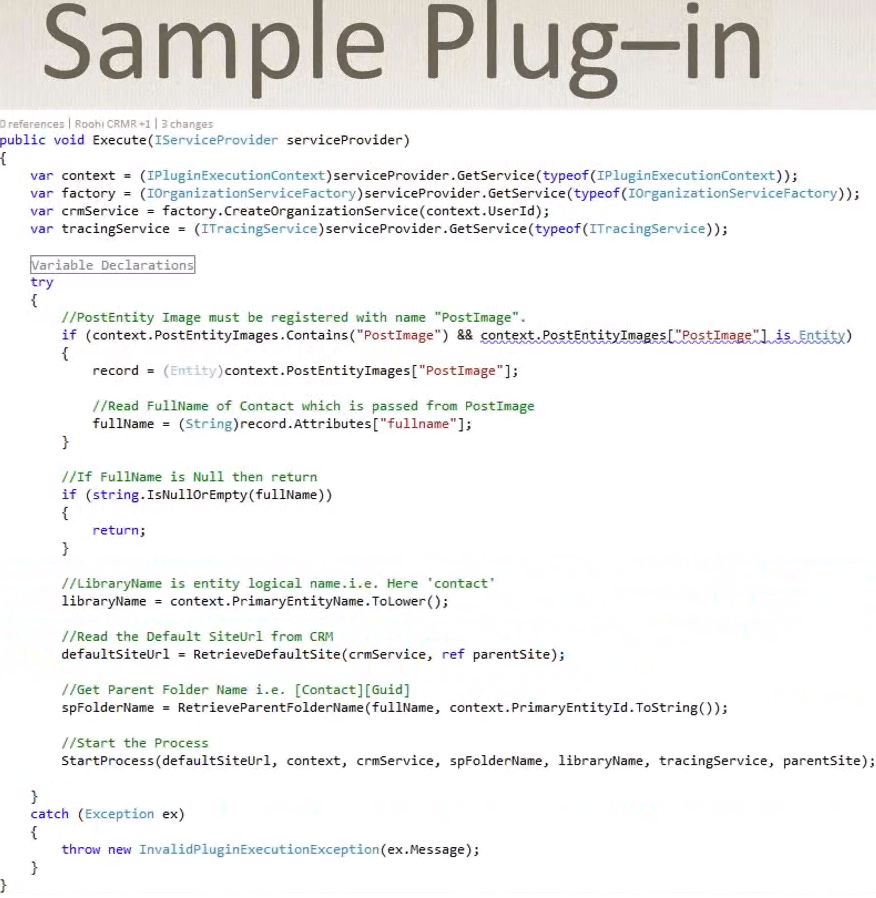 Sample Plug–in
0 references | Roohi CRMR +1 | 3 changes
public void Execute(IServiceProvider serviceProvider)
{
    var context = (IPluginExecutionContext)serviceProvider.GetService(typeof(IPluginExecutionContext));
    var factory = (IOrganizationServiceFactory)serviceProvider.GetService(typeof(IOrganizationServiceFactory));
    var crmService = factory.CreateOrganizationService(context.UserId);
    var tracingService = (ITracingService)serviceProvider.GetService(typeof(ITracingService));
    Variable Declarations
    try
    {
        //PostEntity Image must be registered with name "PostImage".
        if (context.PostEntityImages.Contains("PostImage") && context.PostEntityImages["PostImage"] is Entity)
        {
            record = (Entity)context.PostEntityImages["PostImage"];
            //Read FullName of Contact which is passed from PostImage
            fullName = (String)record.Attributes["fullname"];
        }
        //If FullName is Null then return
        if (string.IsNullOrEmpty(fullName))
        {
            return;
        }
        //LibraryName is entity logical name.i.e. Here 'contact'
        libraryName = context.PrimaryEntityName.ToLower();
        //Read the Default SiteUrl from CRM
        defaultSiteUrl = RetrieveDefaultSite(crmService, ref parentSite);
        //Get Parent Folder Name i.e. [Contact][Guid]
        spFolderName = RetrieveParentFolderName(fullName, context.PrimaryEntityId.ToString());
        //Start the Process
        StartProcess(defaultSiteUrl, context, crmService, spFolderName, libraryName, tracingService, parentSite);
    }
    catch (Exception ex)
    {
        throw new InvalidPluginExecutionException(ex.Message);
    }
}